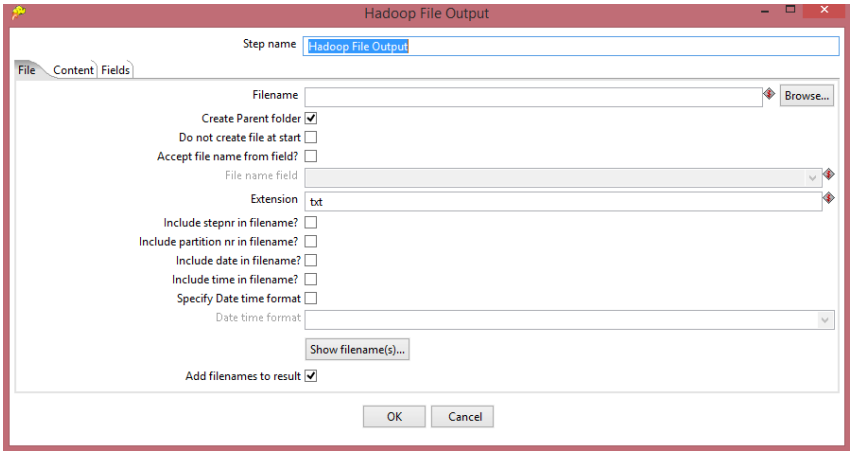 Hadoop File Output
Step name Hadoop File Output
File Content Fields
Filename Browse...
Create Parent folder
Do not create file at start
Accept file name from field?
File name field
Extension txt
Include stepnr in filename?
Include partition nr in filename?
Include date in filename?
Include time in filename?
Specify Date time format
Date time format
Show filename(s)...
Add filenames to result
OK Cancel